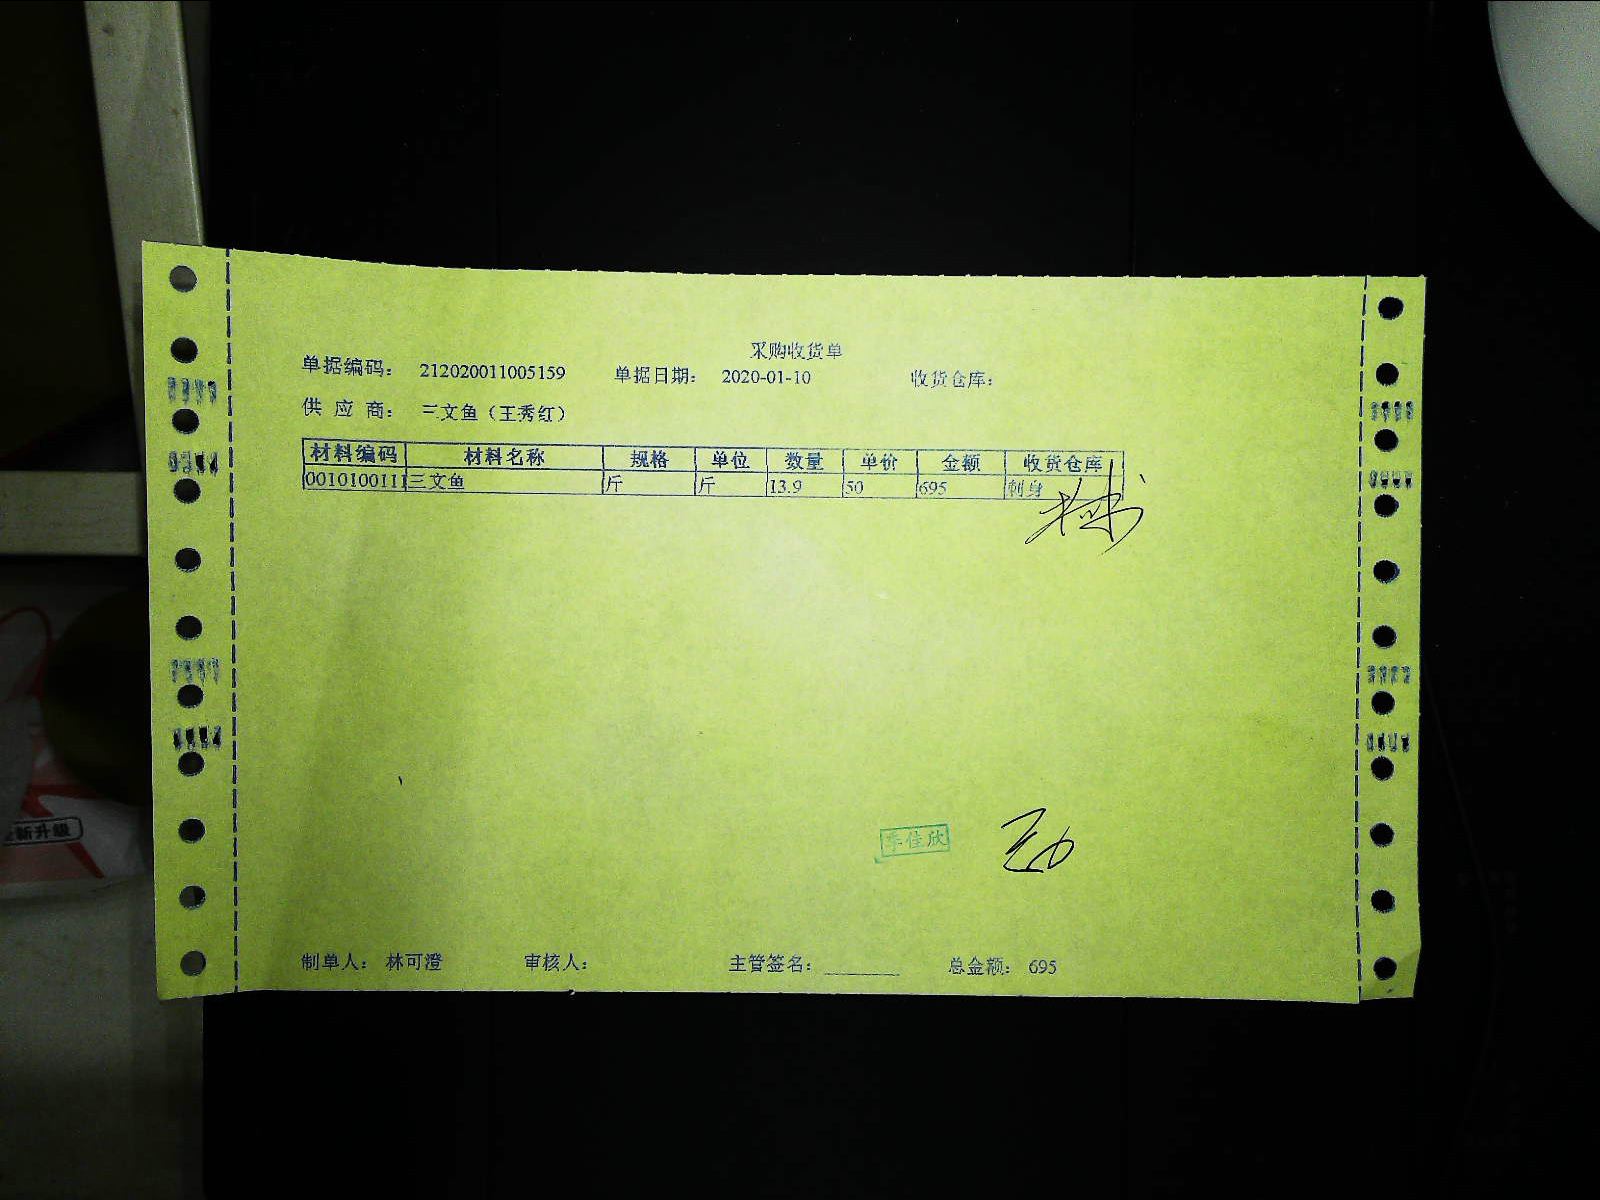 采购收货单
单据编码： 212020011005159 单据日期： 2020-01-10 收货仓库：
供应商： 三文鱼（王秀红）
材料编码 材料名称 规格 单位 数量 单价 金额 收货仓库
0010100111 三文鱼 斤 斤 13.9 50 695 刺身
李佳欣
制单人： 林可澄 审核人： 主管签名：________ 总金额： 695
新升級